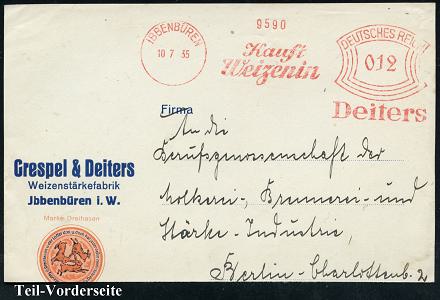 IBBENBÜREN
10 7 35
9590
Kauft
Weizenin
DEUTSCHES REICH
012
Deiters
Firma
An die
Berufsgenossenschaft der
Molkerei-, Brennerei- und
Stärke-Industrie,
Berlin-Charlottenb. 2
Crespel & Deiters
Weizenstärkefabrik
Jbbenbüren i. W.
Marke Dreihasen
Teil-Vorderseite